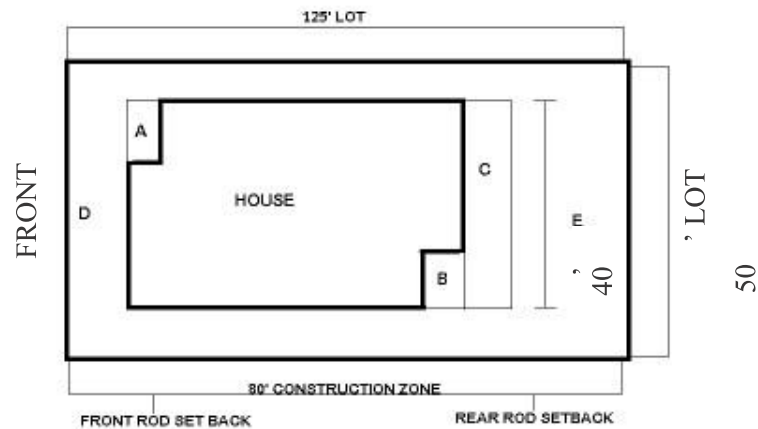 125' LOT
A
C
FRONT
D
HOUSE
E
B
40 '
50 ' LOT
80' CONSTRUCTION ZONE
FRONT ROD SET BACK
REAR ROD SETBACK